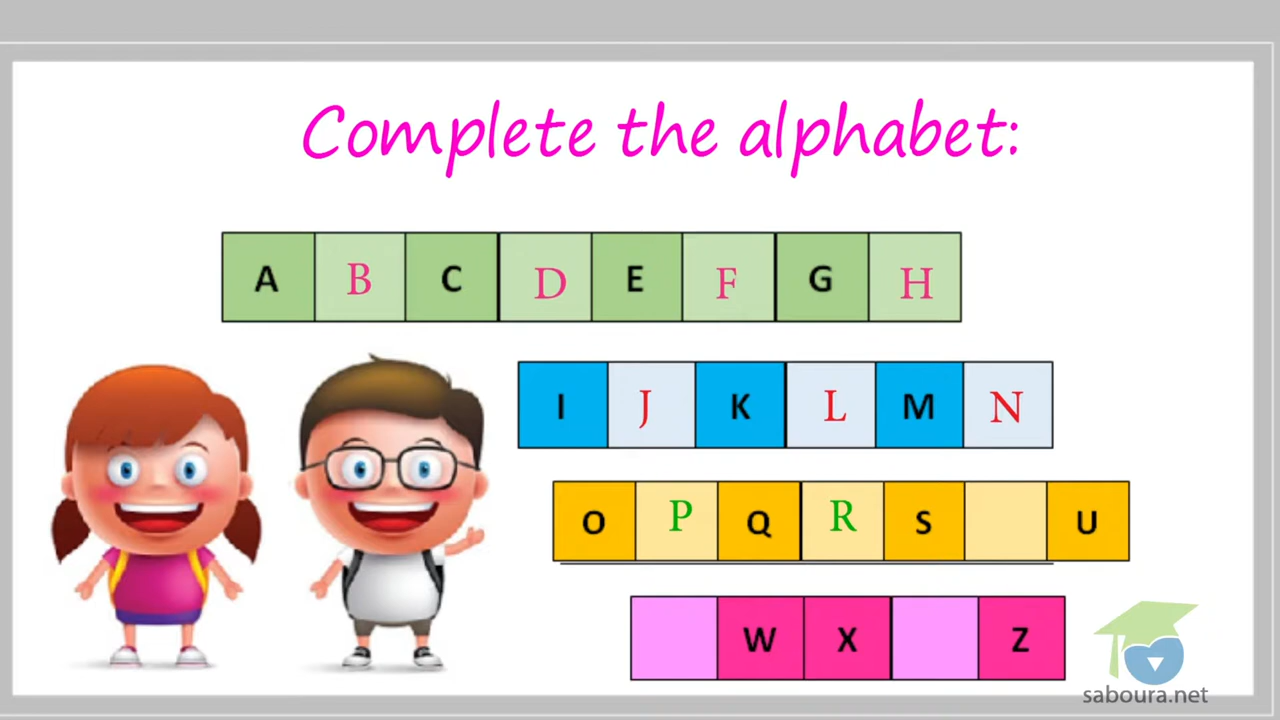 Complete the alphabet:
A B C D E F G H
I J K L M N
O P Q R S U
W X Z
saboura.net